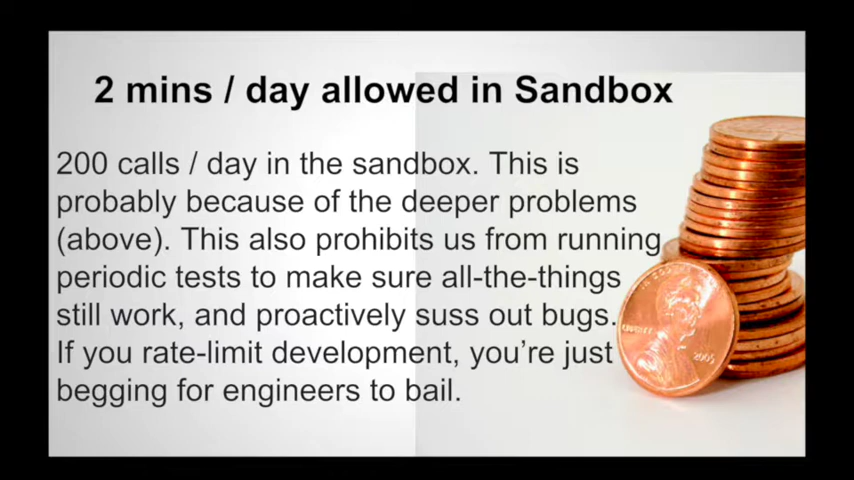 2 mins / day allowed in Sandbox
200 calls / day in the sandbox. This is
probably because of the deeper problems
(above). This also prohibits us from running
periodic tests to make sure all-the-things
still work, and proactively suss out bugs.
If you rate-limit development, you're just
begging for engineers to bail.
LIBERTY
2005